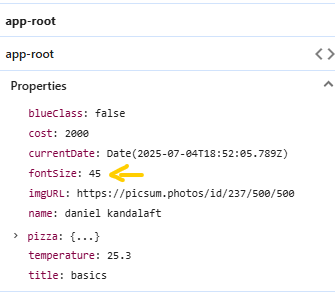 app-root
app-root
Properties
blueClass: false
cost: 2000
currentDate: Date(2025-07-04T18:52:05.789Z)
fontSize: 45
imgURL: https://picsum.photos/id/237/500/500
name: daniel kandalaft
pizza: {...}
temperature: 25.3
title: basics